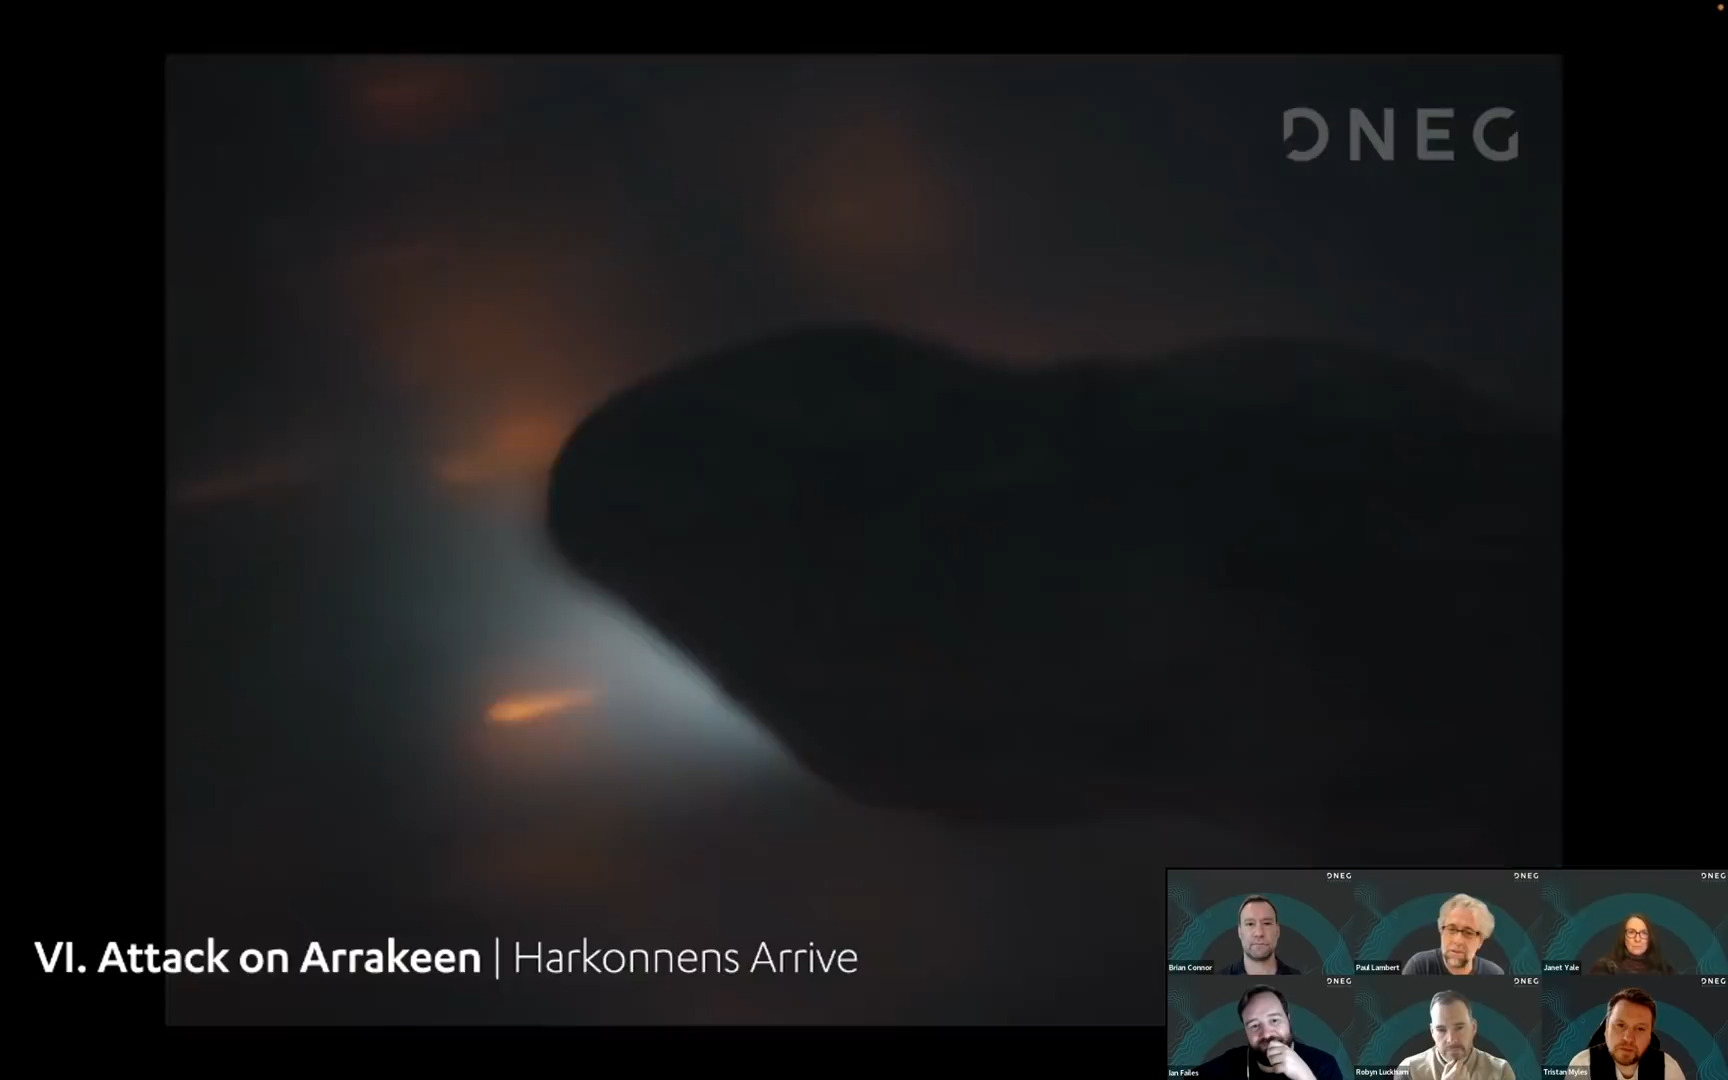 DNEG
VI. Attack on Arrakeen | Harkonnens Arrive
DNEG
DNEG
DNEG
Brian Connor
Paul Lambert
Janet Yale
DNEG
DNEG
DNEG
Ian Failes
Robyn Luckham
Tristan Myles